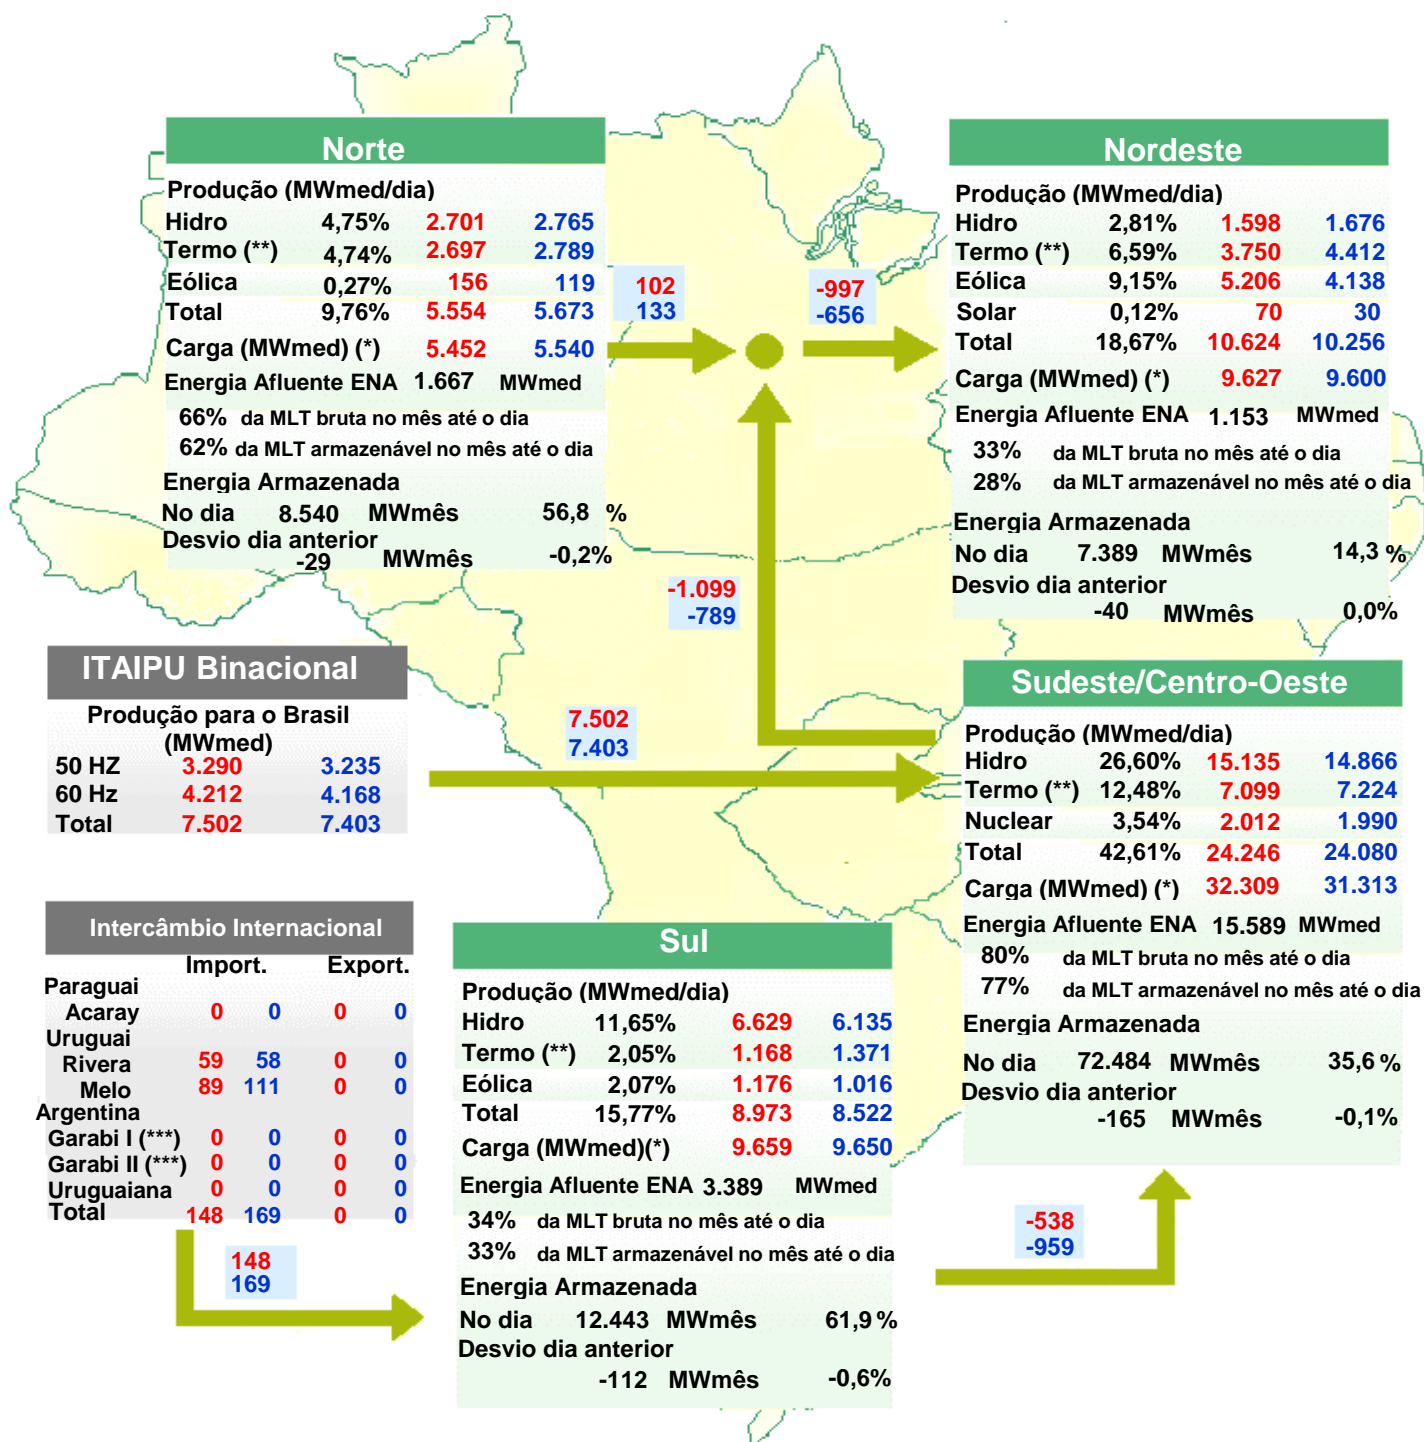 Norte
Produção (MWmed/dia)
Hidro 4,75% 2.701 2.765
Termo (**) 4,74% 2.697 2.789
Eólica 0,27% 156 119
Total 9,76% 5.554 5.673
Carga (MWmed) (*) 5.452 5.540
Energia Afluente ENA 1.667 MWmed
66% da MLT bruta no mês até o dia
62% da MLT armazenável no mês até o dia
Energia Armazenada
No dia 8.540 MWmês 56,8 %
Desvio dia anterior
-29 MWmês -0,2%
102
133
-997
-656
Nordeste
Produção (MWmed/dia)
Hidro 2,81% 1.598 1.676
Termo (**) 6,59% 3.750 4.412
Eólica 9,15% 5.206 4.138
Solar 0,12% 70 30
Total 18,67% 10.624 10.256
Carga (MWmed) (*) 9.627 9.600
Energia Afluente ENA 1.153 MWmed
33% da MLT bruta no mês até o dia
28% da MLT armazenável no mês até o dia
Energia Armazenada
No dia 7.389 MWmês 14,3 %
Desvio dia anterior
-40 MWmês 0,0%
-1.099
-789
ITAIPU Binacional
Produção para o Brasil
(MWmed)
50 HZ 3.290 3.235
60 Hz 4.212 4.168
Total 7.502 7.403
7.502
7.403
Sudeste/Centro-Oeste
Produção (MWmed/dia)
Hidro 26,60% 15.135 14.866
Termo (**) 12,48% 7.099 7.224
Nuclear 3,54% 2.012 1.990
Total 42,61% 24.246 24.080
Carga (MWmed) (*) 32.309 31.313
Energia Afluente ENA 15.589 MWmed
80% da MLT bruta no mês até o dia
77% da MLT armazenável no mês até o dia
Energia Armazenada
No dia 72.484 MWmês 35,6 %
Desvio dia anterior
-165 MWmês -0,1%
Intercâmbio Internacional
Import. Export.
Paraguai
Acaray 0 0 0 0
Uruguai
Rivera 59 58 0 0
Melo 89 111 0 0
Argentina
Garabi I (***) 0 0 0 0
Garabi II (***) 0 0 0 0
Uruguaiana 0 0 0 0
Total 148 169 0 0
148
169
Sul
Produção (MWmed/dia)
Hidro 11,65% 6.629 6.135
Termo (**) 2,05% 1.168 1.371
Eólica 2,07% 1.176 1.016
Total 15,77% 8.973 8.522
Carga (MWmed)(*) 9.659 9.650
Energia Afluente ENA 3.389 MWmed
34% da MLT bruta no mês até o dia
33% da MLT armazenável no mês até o dia
Energia Armazenada
No dia 12.443 MWmês 61,9 %
Desvio dia anterior
-112 MWmês -0,6%
-538
-959